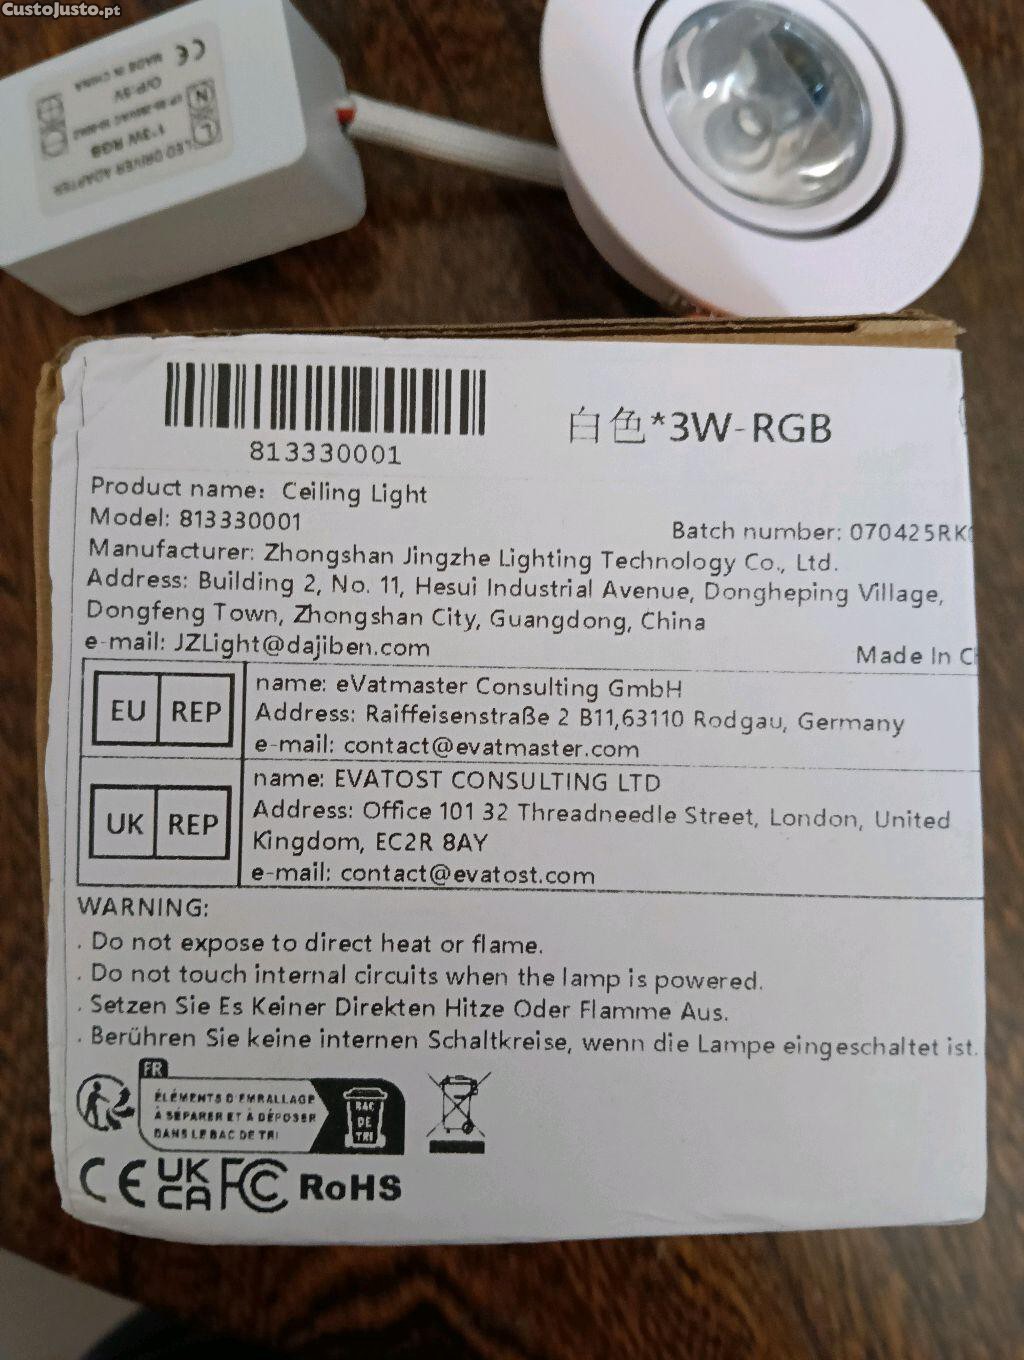 CustoJusto.pt
LED DRIVER ADAPTER
1*3W RGB
O/P:5V
MADE IN CHINA
CE
L
N
813330001
白色*3W-RGB
Product name: Ceiling Light
Model: 813330001
Batch number: 070425RK
Manufacturer: Zhongshan Jingzhe Lighting Technology Co., Ltd.
Address: Building 2, No. 11, Hesui Industrial Avenue, Dongheping Village,
Dongfeng Town, Zhongshan City, Guangdong, China
e-mail: JZLight@dajiben.com
Made In
EU REP
name: eVatmaster Consulting GmbH
Address: Raiffeisenstraße 2 B11,63110 Rodgau, Germany
e-mail: contact@evatmaster.com
UK REP
name: EVATOST CONSULTING LTD
Address: Office 101 32 Threadneedle Street, London, United
Kingdom, EC2R 8AY
e-mail: contact@evatost.com
WARNING:
. Do not expose to direct heat or flame.
. Do not touch internal circuits when the lamp is powered.
. Setzen Sie Es Keiner Direkten Hitze Oder Flamme Aus.
. Berühren Sie keine internen Schaltkreise, wenn die Lampe eingeschaltet ist.
FR
ÉLÉMENTS D'EMBALLAGE
À SÉPARER ET À DÉPOSER
DANS LE BAC DE TRI
BAC
DE
TRI
CE UK CA FC RoHS